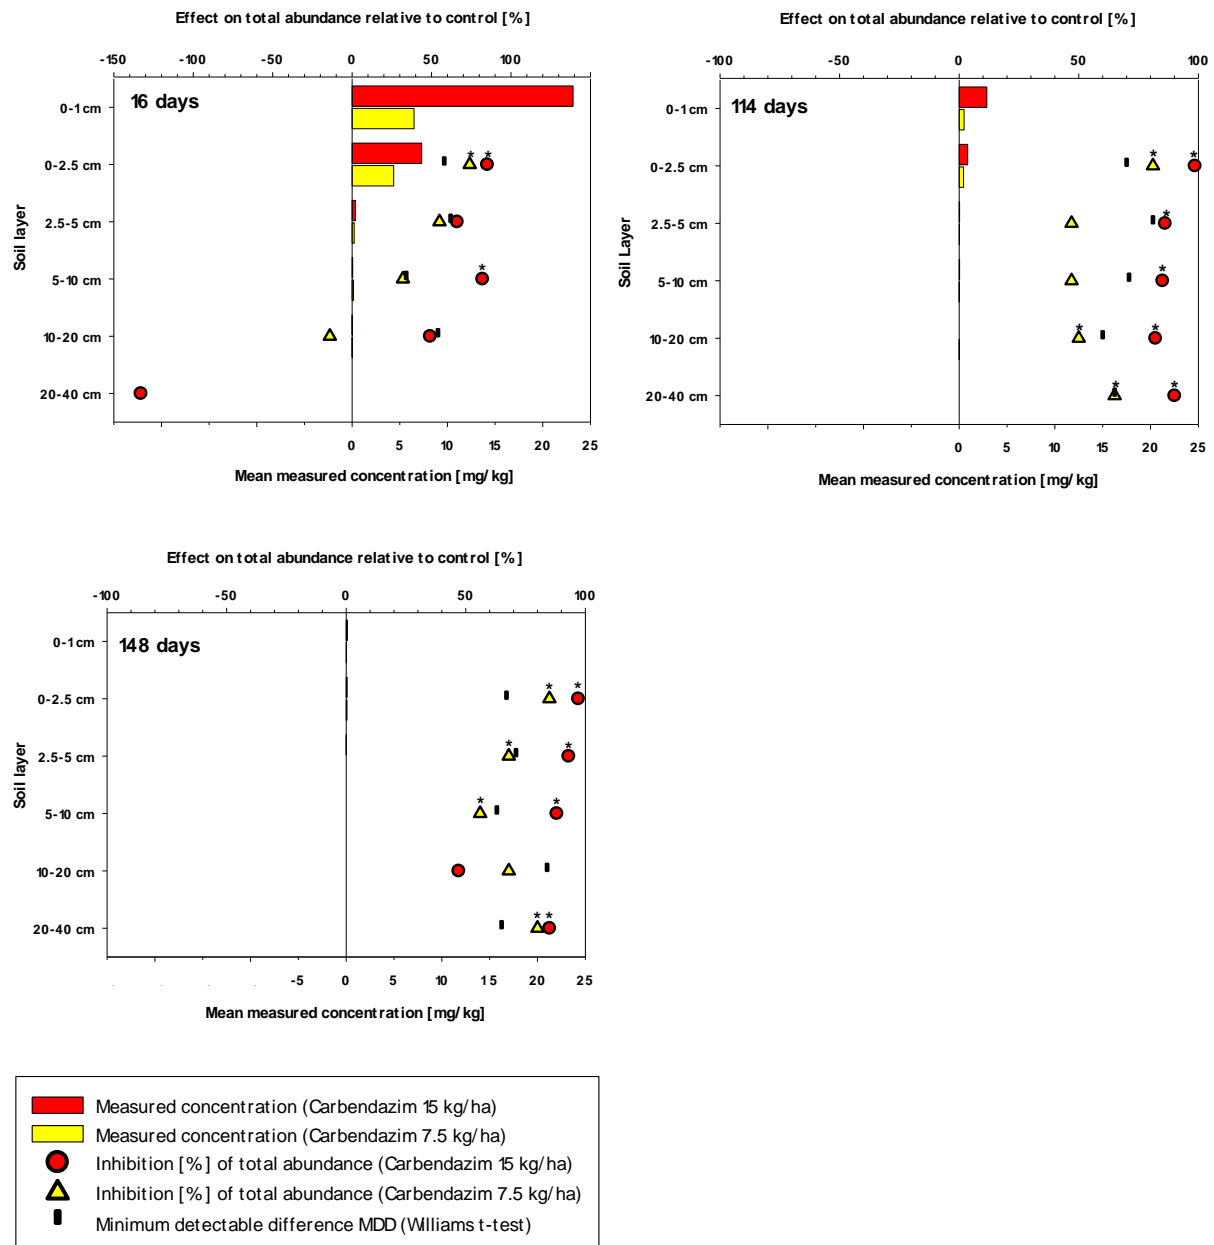 Effect on total abundance relative to control [%]
-150 -100 -50 0 50 100
16 days
Soil layer
0-1cm
0-2.5 cm
* *
2.5-5 cm
5-10 cm
*
10-20 cm
20-40 cm
0 5 10 15 20 25
Mean measured concentration [mg/kg]
Effect on total abundance relative to control [%]
-100 -50 0 50 100
114 days
Soil Layer
0-1cm
0-2.5 cm
* *
2.5-5 cm
*
5-10 cm
*
10-20 cm
* *
20-40 cm
* *
0 5 10 15 20 25
Mean measured concentration [mg/kg]
Effect on total abundance relative to control [%]
-100 -50 0 50 100
148 days
Soil layer
0-1cm
0-2.5 cm
* *
2.5-5 cm
* *
5-10 cm
* *
10-20 cm
20-40 cm
* *
-5 0 5 10 15 20 25
Mean measured concentration [mg/kg]
Measured concentration (Carbendazim 15 kg/ha)
Measured concentration (Carbendazim 7.5 kg/ha)
Inhibition [%] of total abundance (Carbendazim 15 kg/ha)
Inhibition [%] of total abundance (Carbendazim 7.5 kg/ha)
Minimum detectable difference MDD (Williams t-test)